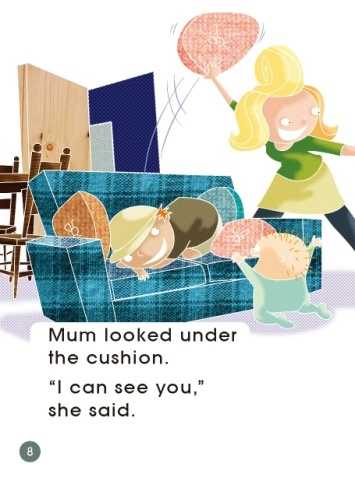 Mum looked under
the cushion.
“I can see you,”
she said.
8